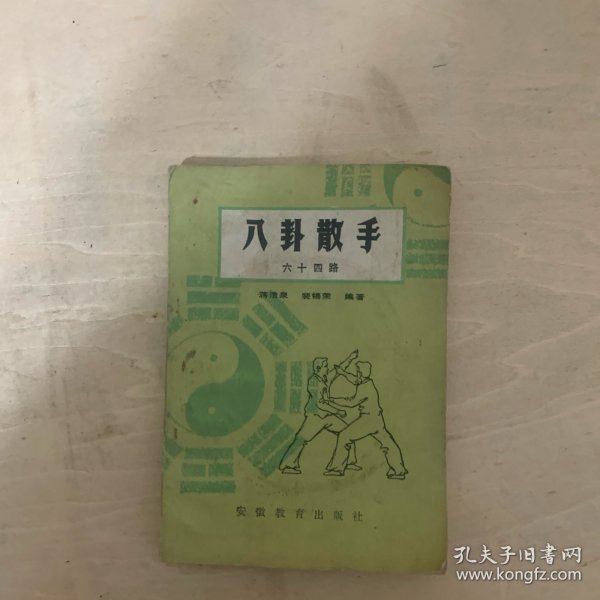 八卦散手
六十四路
蒋浩泉 裴锡荣 编著
安徽教育出版社
孔夫子旧书网
www.kongfz.com